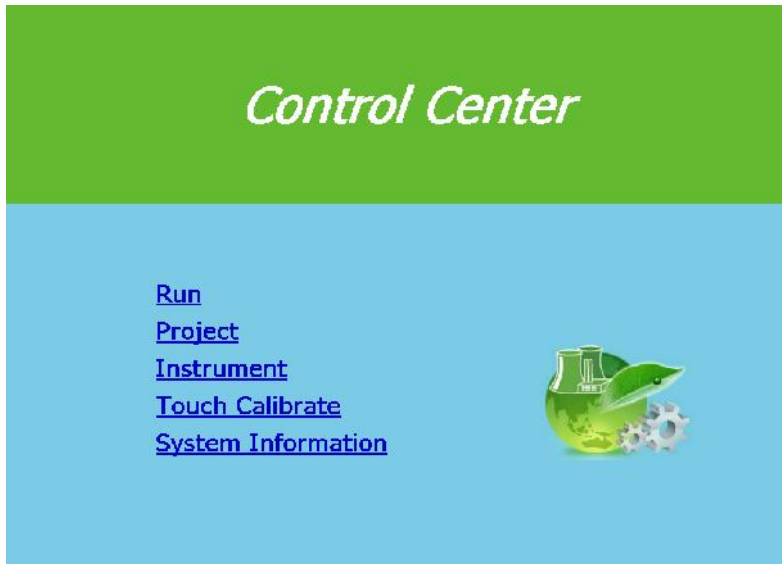 Control Center
Run
Project
Instrument
Touch Calibrate
System Information